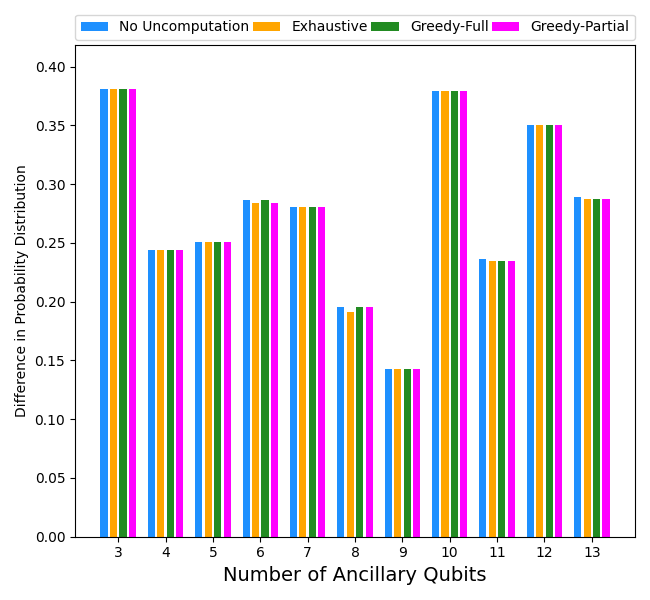 No Uncomputation Exhaustive Greedy-Full Greedy-Partial
0.40
0.35
0.30
0.25
0.20
0.15
0.10
0.05
0.00
Difference in Probability Distribution
3 4 5 6 7 8 9 10 11 12 13
Number of Ancillary Qubits